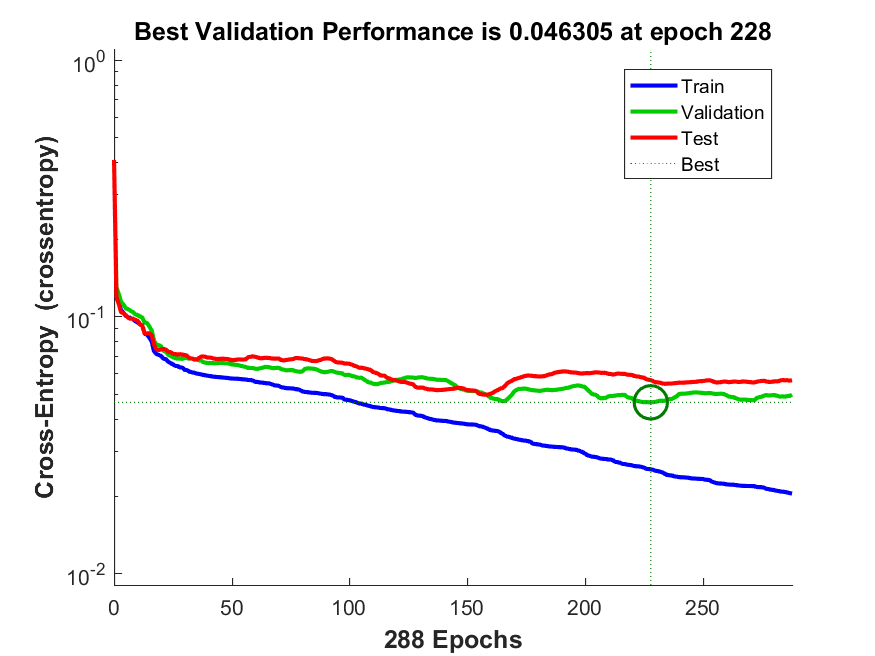 Best Validation Performance is 0.046305 at epoch 228
Cross-Entropy (crossentropy)
10^0
10^-1
10^-2
Train
Validation
Test
Best
0 50 100 150 200 250
288 Epochs